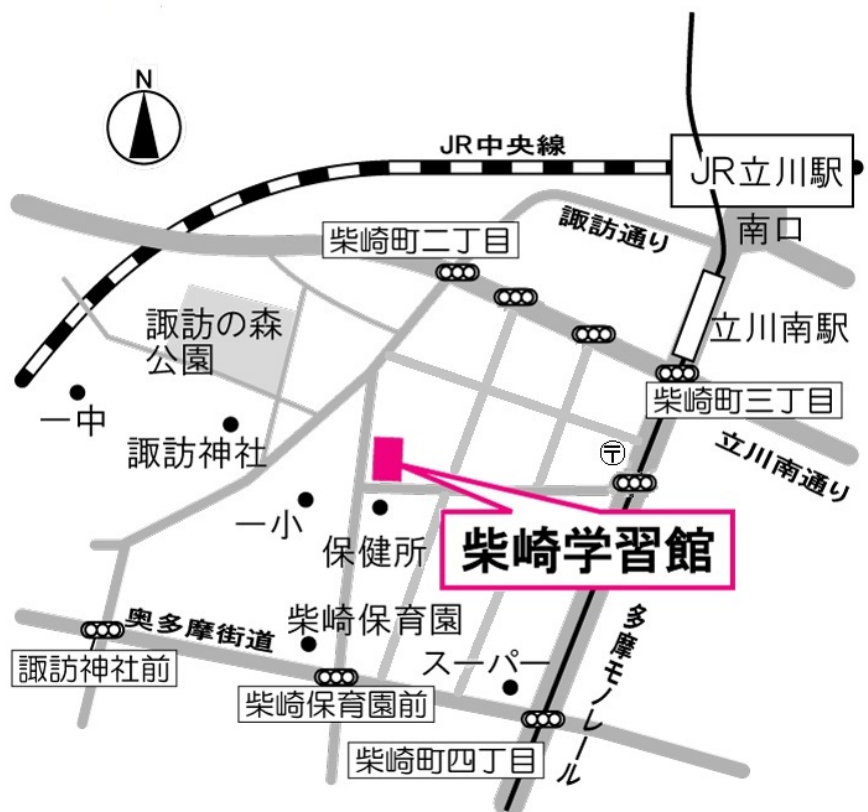 N
JR中央線
JR立川駅
南口
諏訪通り
柴崎町二丁目
立川南駅
諏訪の森
公園
柴崎町三丁目
一中
諏訪神社
立川南通り
〒
一小
保健所
柴崎学習館
柴崎保育園
奥多摩街道
スーパー
多摩モノレール
諏訪神社前
柴崎保育園前
柴崎町四丁目